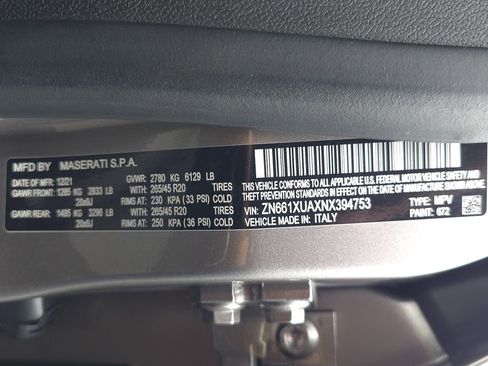 MFD BY MASERATI S.P.A.
DATE OF MFR: 12/21 GVWR: 2780 KG 6129 LB
GAWR FRONT: 1285 KG 2833 LB WITH 265/45 R20 TIRES
20x9J RIMS AT: 230 KPA (33 PSI) COLD
GAWR REAR: 1495 KG 3296 LB WITH 265/45 R20 TIRES
20x9J RIMS AT: 250 KPA (36 PSI) COLD
THIS VEHICLE CONFORMS TO ALL APPLICABLE U.S. FEDERAL MOTOR VEHICLE
SAFETY STANDARDS IN EFFECT ON THE DATE OF MANUFACTURE SHOWN ABOVE.
VIN: ZN661XUAXNX394753 TYPE: MPV
VEHICLE MADE IN: ITALY PAINT: 672